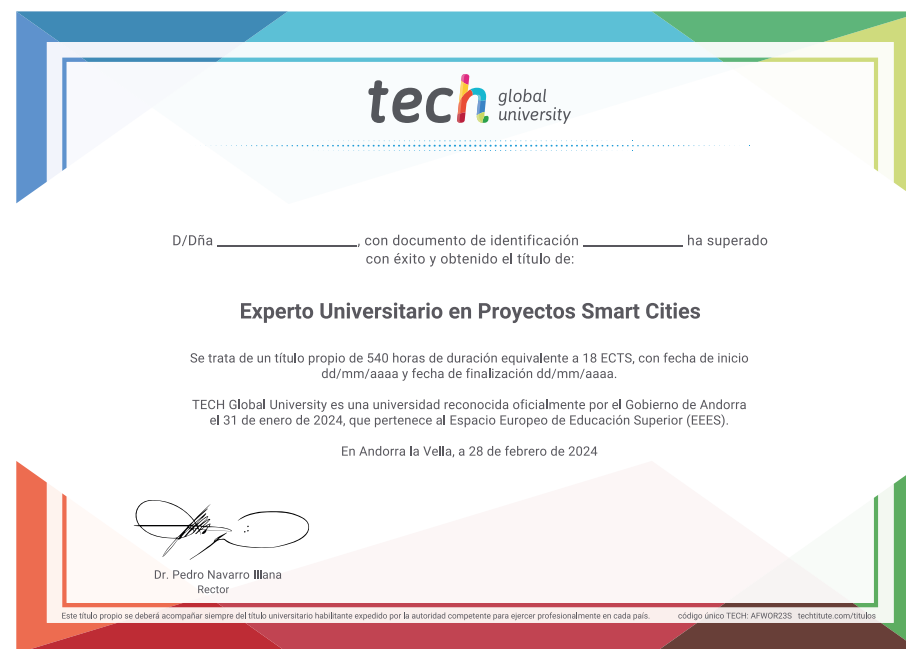 tech global university
D/Dña ____________________, con documento de identificación ______________ ha superado
con éxito y obtenido el título de:
Experto Universitario en Proyectos Smart Cities
Se trata de un título propio de 540 horas de duración equivalente a 18 ECTS, con fecha de inicio
dd/mm/aaaa y fecha de finalización dd/mm/aaaa.
TECH Global University es una universidad reconocida oficialmente por el Gobierno de Andorra
el 31 de enero de 2024, que pertenece al Espacio Europeo de Educación Superior (EEES).
En Andorra la Vella, a 28 de febrero de 2024
Dr. Pedro Navarro Illana
Rector
Este título propio se deberá acompañar siempre del título universitario habilitante expedido por la autoridad competente para ejercer profesionalmente en cada país. código único TECH: AFWOR23S techtitute.com/titulos